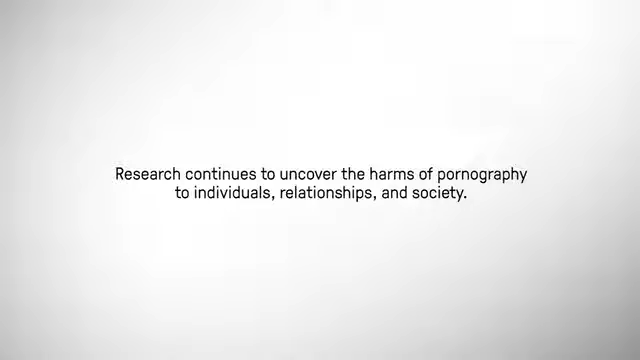 Research continues to uncover the harms of pornography
to individuals, relationships, and society.